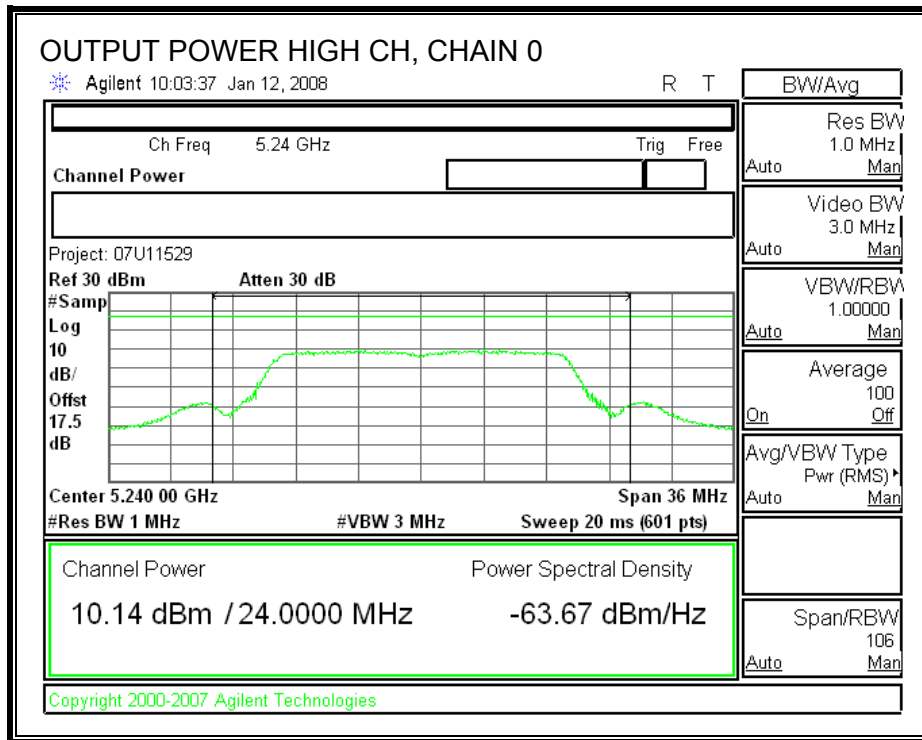 OUTPUT POWER HIGH CH, CHAIN 0
Agilent 10:03:37 Jan 12, 2008 R T
BW/Avg
Ch Freq 5.24 GHz Trig Free
Channel Power
Project: 07U11529
Ref 30 dBm Atten 30 dB
#Samp
Log
10
dB/
Offst
17.5
dB
Center 5.240 00 GHz Span 36 MHz
#Res BW 1 MHz #VBW 3 MHz Sweep 20 ms (601 pts)
Channel Power Power Spectral Density
10.14 dBm / 24.0000 MHz -63.67 dBm/Hz
Copyright 2000-2007 Agilent Technologies
Res BW
1.0 MHz
Auto Man
Video BW
3.0 MHz
Auto Man
VBW/RBW
1.00000
Auto Man
Average
100
On Off
Avg/VBW Type
Pwr (RMS)
Auto Man
Span/RBW
106
Auto Man